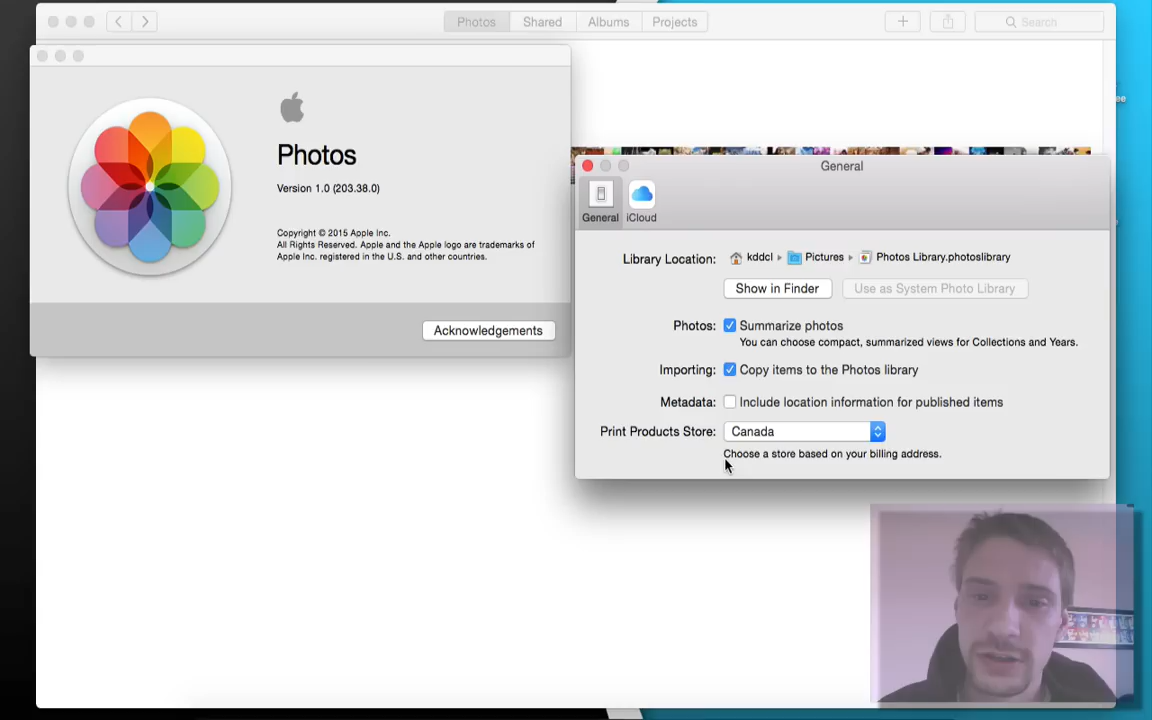 Photos Shared Albums Projects
Search
Photos
Version 1.0 (203.38.0)
Copyright © 2015 Apple Inc.
All Rights Reserved. Apple and the Apple logo are trademarks of
Apple Inc. registered in the U.S. and other countries.
Acknowledgements
General
General iCloud
Library Location: kddcl ▸ Pictures ▸ Photos Library.photoslibrary
Show in Finder Use as System Photo Library
Photos: Summarize photos
You can choose compact, summarized views for Collections and Years.
Importing: Copy items to the Photos library
Metadata: Include location information for published items
Print Products Store: Canada
Choose a store based on your billing address.
ee